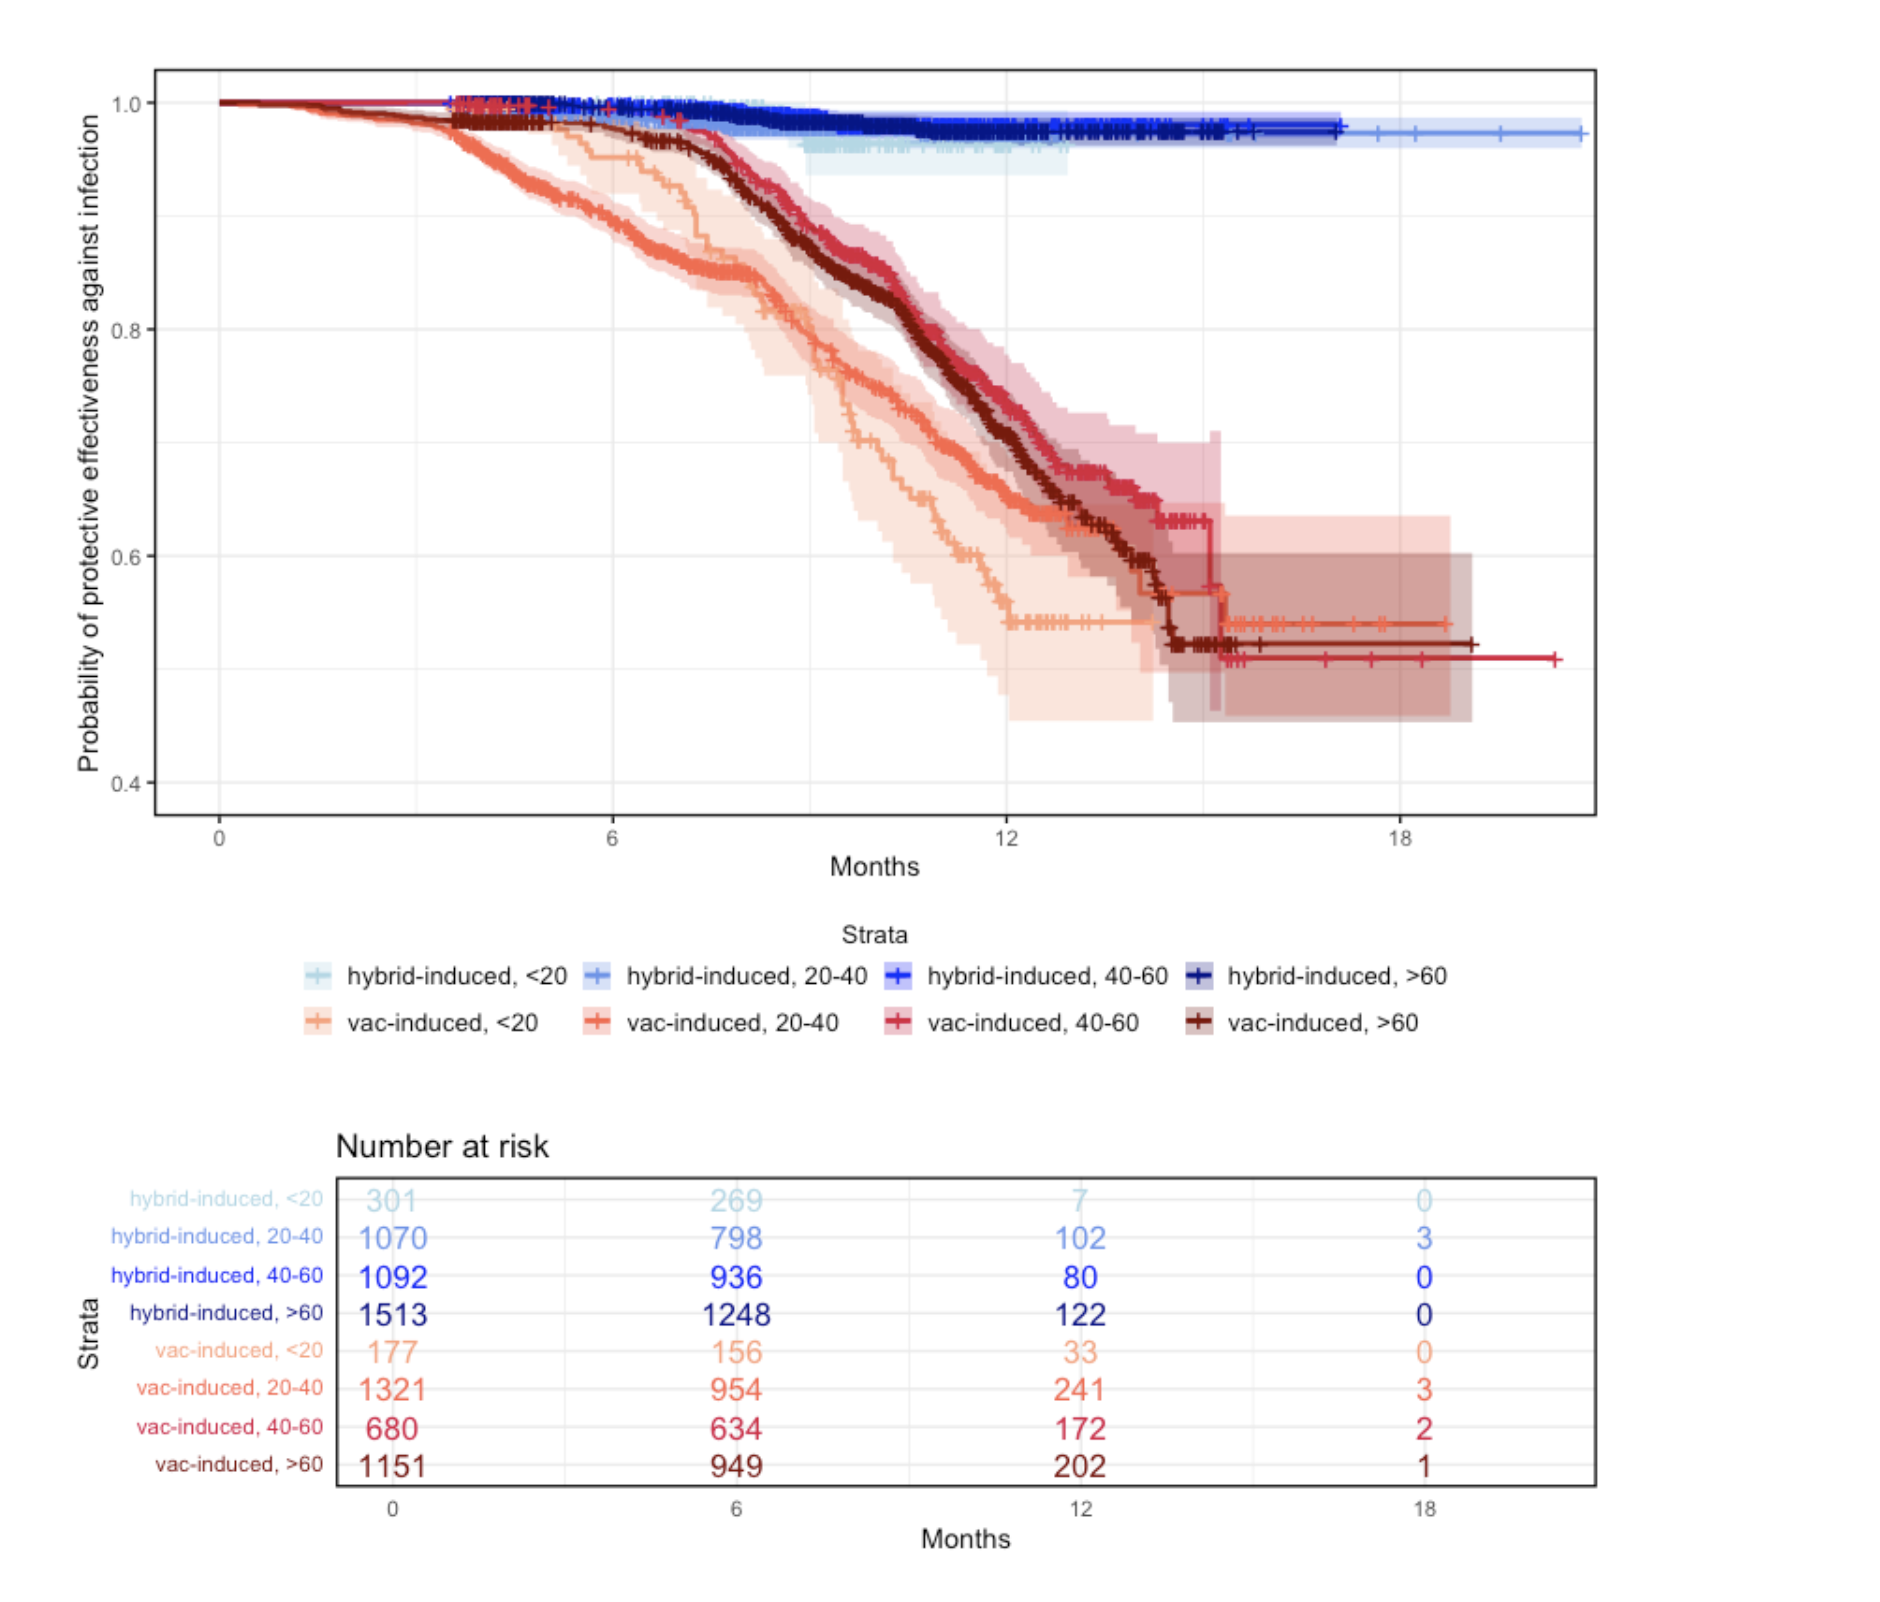 Probability of protective effectiveness against infection
1.0
0.8
0.6
0.4
0 6 12 18
Months
Strata
hybrid-induced, <20 hybrid-induced, 20-40 hybrid-induced, 40-60 hybrid-induced, >60
vac-induced, <20 vac-induced, 20-40 vac-induced, 40-60 vac-induced, >60
Number at risk
Strata
hybrid-induced, <20 301 269 7 0
hybrid-induced, 20-40 1070 798 102 3
hybrid-induced, 40-60 1092 936 80 0
hybrid-induced, >60 1513 1248 122 0
vac-induced, <20 177 156 33 0
vac-induced, 20-40 1321 954 241 3
vac-induced, 40-60 680 634 172 2
vac-induced, >60 1151 949 202 1
0 6 12 18
Months